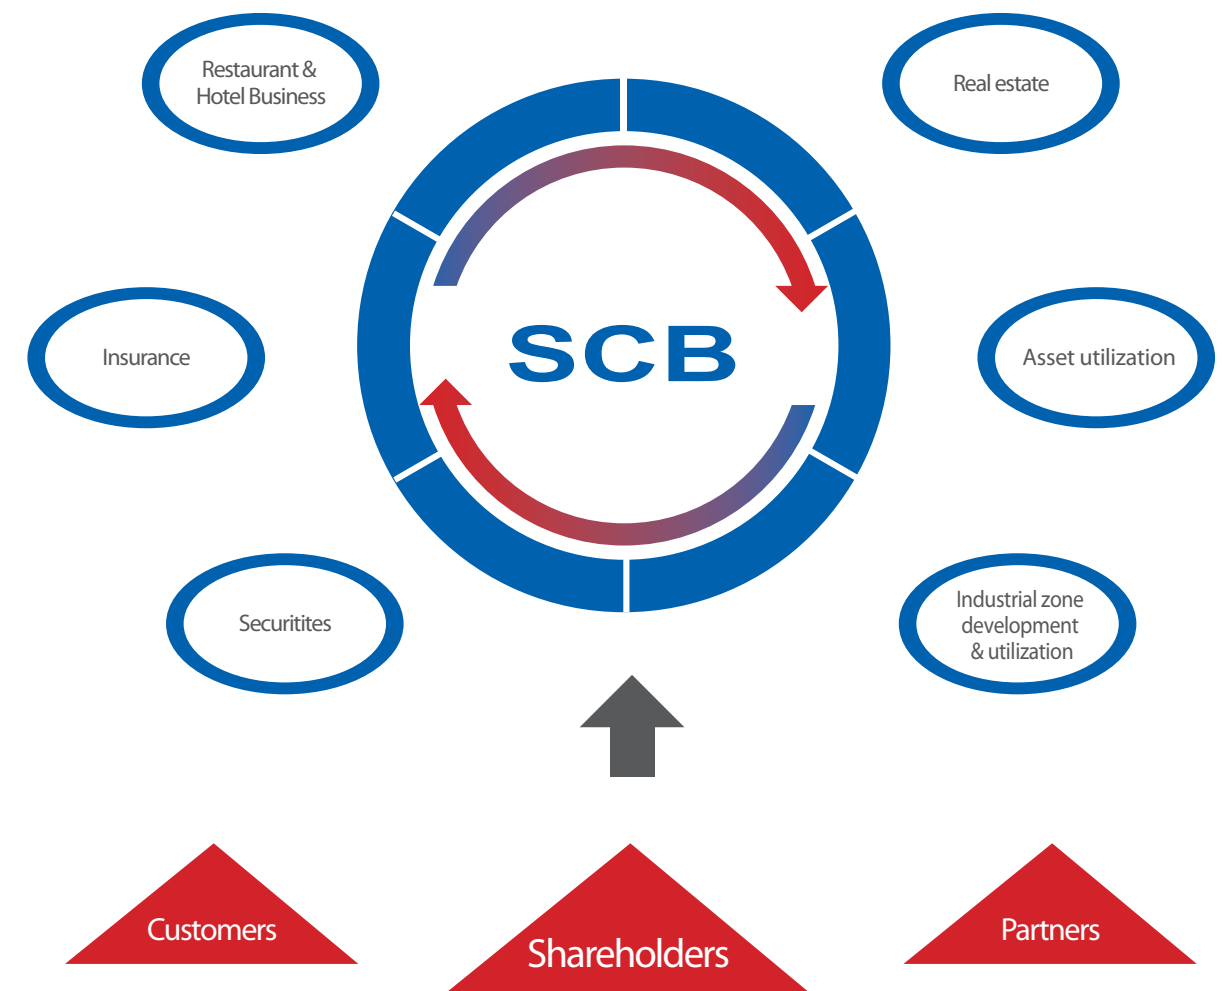 Restaurant &
Hotel Business
Real estate
SCB
Insurance
Asset utilization
Securitites
Industrial zone
development
& utilization
Customers
Shareholders
Partners